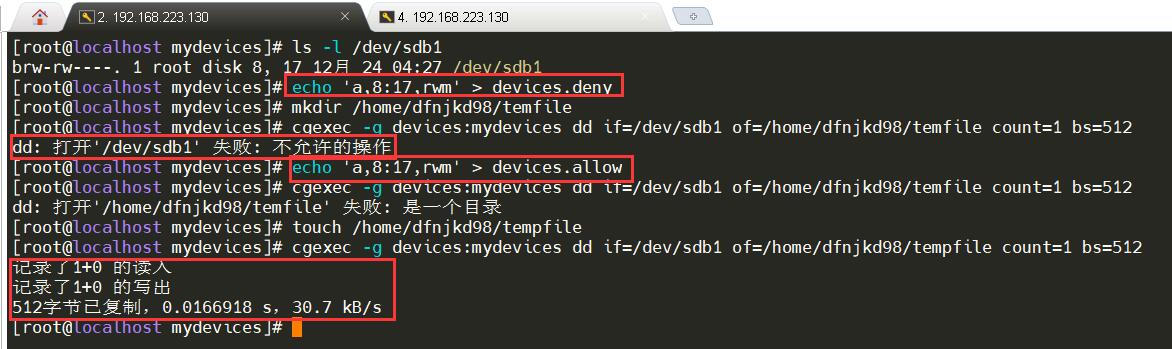 2. 192.168.223.130
4. 192.168.223.130
[root@localhost mydevices]# ls -l /dev/sdb1
brw-rw----. 1 root disk 8, 17 12月 24 04:27 /dev/sdb1
[root@localhost mydevices]# echo 'a,8:17,rwm' > devices.deny
[root@localhost mydevices]# mkdir /home/dfnjkd98/temfile
[root@localhost mydevices]# cgexec -g devices:mydevices dd if=/dev/sdb1 of=/home/dfnjkd98/temfile count=1 bs=512
dd: 打开'/dev/sdb1' 失败: 不允许的操作
[root@localhost mydevices]# echo 'a,8:17,rwm' > devices.allow
[root@localhost mydevices]# cgexec -g devices:mydevices dd if=/dev/sdb1 of=/home/dfnjkd98/temfile count=1 bs=512
dd: 打开'/home/dfnjkd98/temfile' 失败: 是一个目录
[root@localhost mydevices]# touch /home/dfnjkd98/tempfile
[root@localhost mydevices]# cgexec -g devices:mydevices dd if=/dev/sdb1 of=/home/dfnjkd98/tempfile count=1 bs=512
记录了1+0 的读入
记录了1+0 的写出
512字节已复制，0.0166918 s，30.7 kB/s
[root@localhost mydevices]#